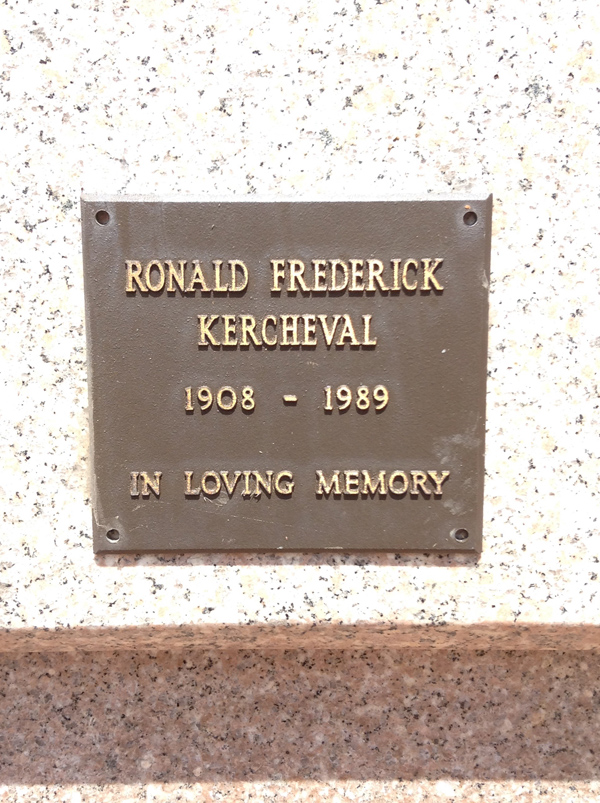 RONALD FREDERICK
KERCHEVAL
1908 - 1989
IN LOVING MEMORY